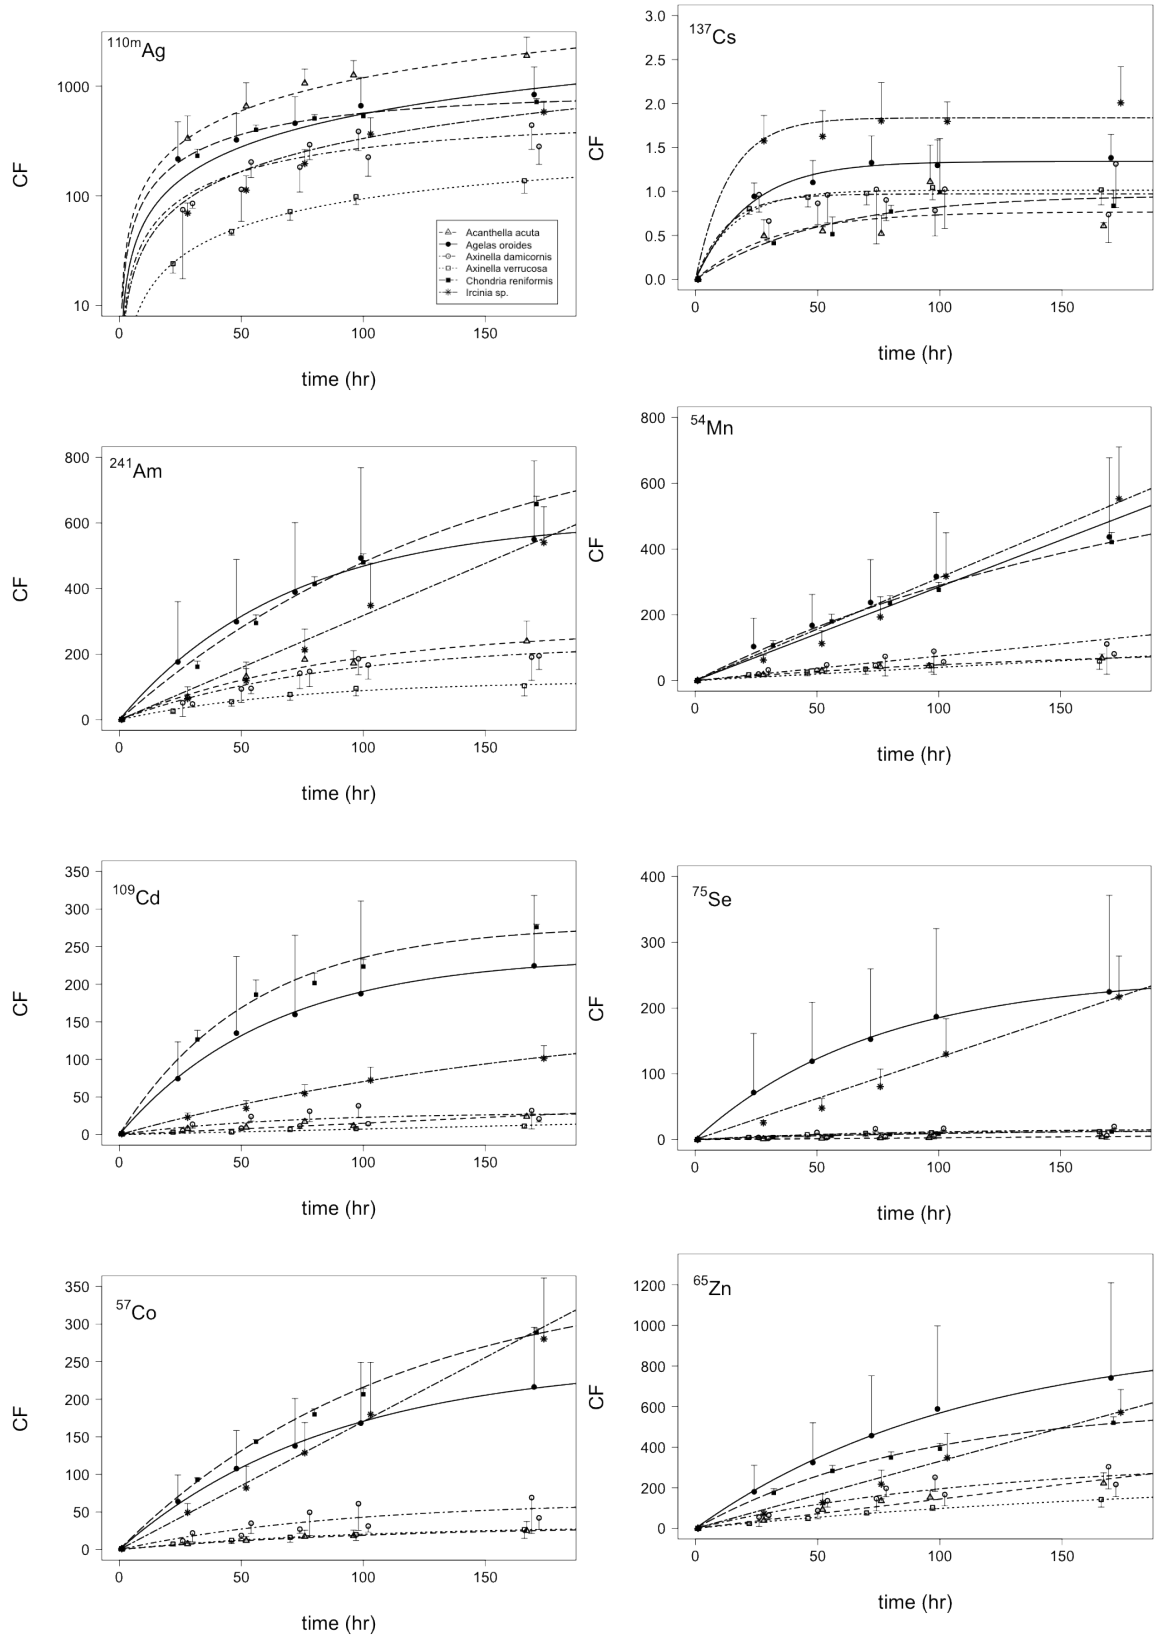 110mAg
CF
1000
100
10
0 50 100 150
time (hr)
Acanthella acuta
Agelas oroides
Axinella damicornis
Axinella verrucosa
Chondria reniformis
Ircinia sp.
137Cs
CF
3.0
2.5
2.0
1.5
1.0
0.5
0.0
0 50 100 150
time (hr)
241Am
CF
800
600
400
200
0
0 50 100 150
time (hr)
54Mn
CF
800
600
400
200
0
0 50 100 150
time (hr)
109Cd
CF
350
300
250
200
150
100
50
0
0 50 100 150
time (hr)
75Se
CF
400
300
200
100
0
0 50 100 150
time (hr)
57Co
CF
350
300
250
200
150
100
50
0
0 50 100 150
time (hr)
65Zn
CF
1200
1000
800
600
400
200
0
0 50 100 150
time (hr)